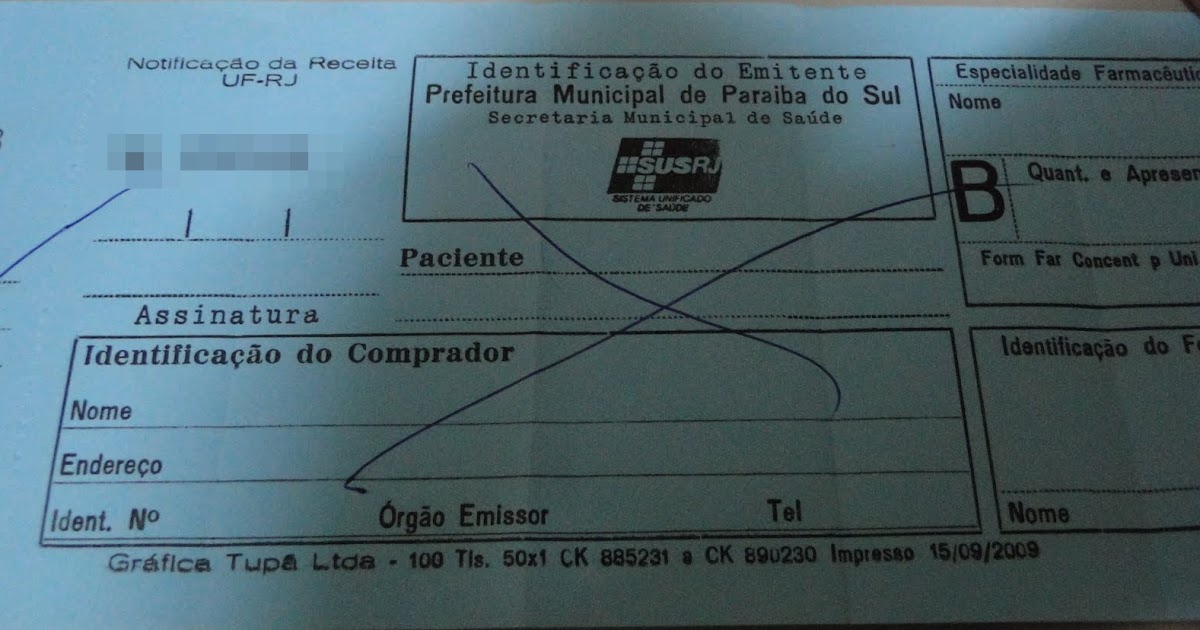 Notificação da Receita
UF-RJ
Assinatura
Identificação do Emitente
Prefeitura Municipal de Paraiba do Sul
Secretaria Municipal de Saúde
SUSRJ
SISTEMA UNIFICADO
DE SAÚDE
Paciente
Especialidade Farmacêutic
Nome
B
Quant. e Apresen
Form Far Concent p Uni
Identificação do Comprador
Nome
Endereço
Ident. Nº Órgão Emissor Tel
Identificação do Fo
Nome
Gráfica Tupã Ltda - 100 Tls. 50x1 CK 885231 a CK 890230 Impresso 15/09/2009